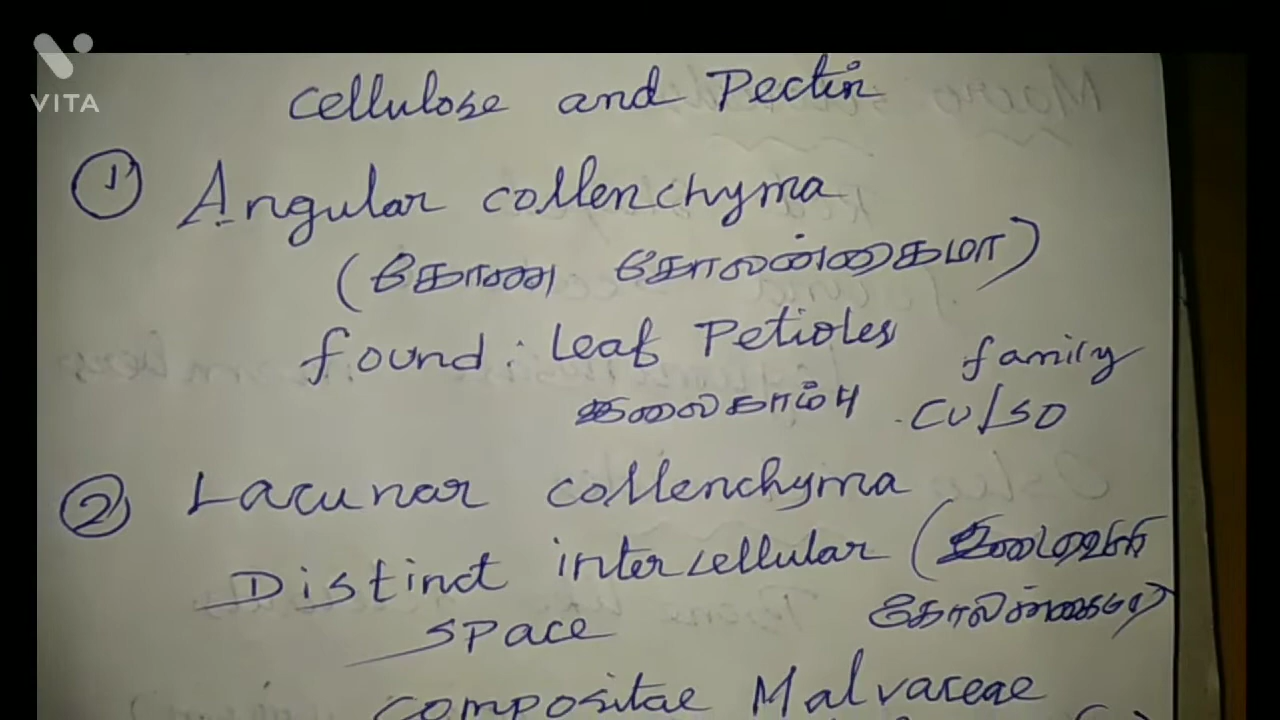 VITA
cellulose and Pectin
① Angular collenchyma
(கோண கோலன்கைமா)
found : Leaf Petioles family
இலைகாம்பு . CU/SO
② Lacunar collenchyma
Distinct intercellular (
space கோலன்கைமா)
compositae Malvaceae